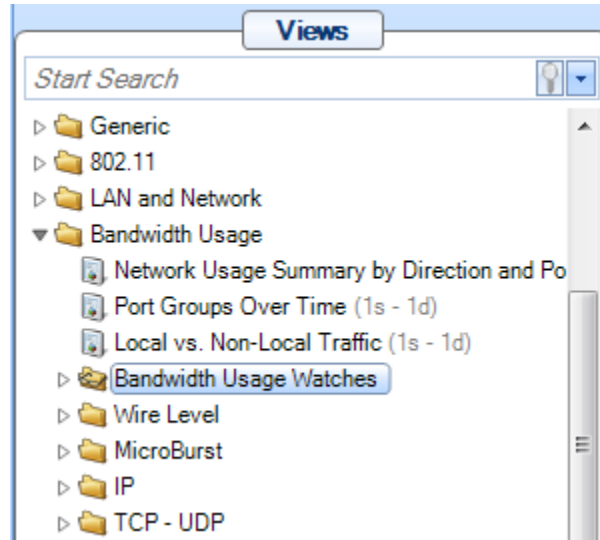 Views
Start Search
Generic
802.11
LAN and Network
Bandwidth Usage
Network Usage Summary by Direction and Po
Port Groups Over Time (1s - 1d)
Local vs. Non-Local Traffic (1s - 1d)
Bandwidth Usage Watches
Wire Level
MicroBurst
IP
TCP - UDP